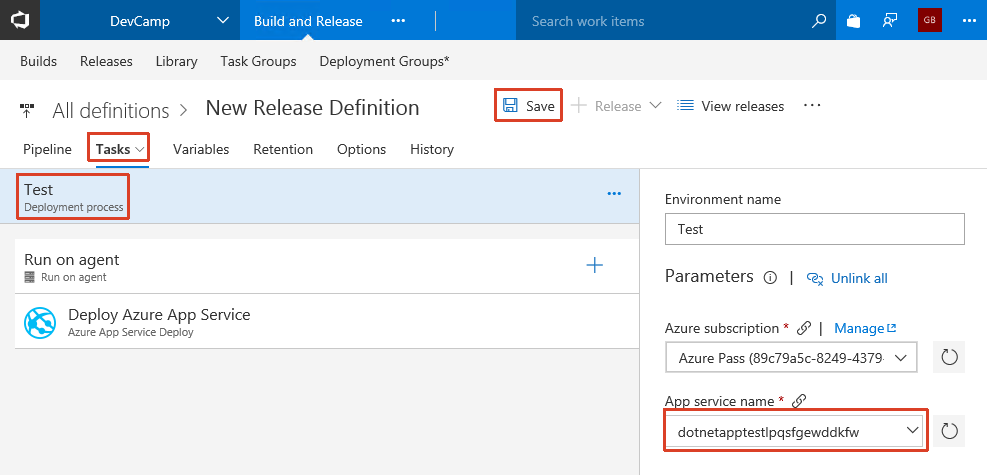 DevCamp Build and Release ··· Search work items GB ···
Builds Releases Library Task Groups Deployment Groups*
All definitions > New Release Definition Save + Release View releases ···
Pipeline Tasks Variables Retention Options History
Test ···
Deployment process
Run on agent +
Run on agent
Deploy Azure App Service
Azure App Service Deploy
Environment name
Test
Parameters | Unlink all
Azure subscription * | Manage
Azure Pass (89c79a5c-8249-4379-
App service name *
dotnetapptestlpqsfgewddkfw